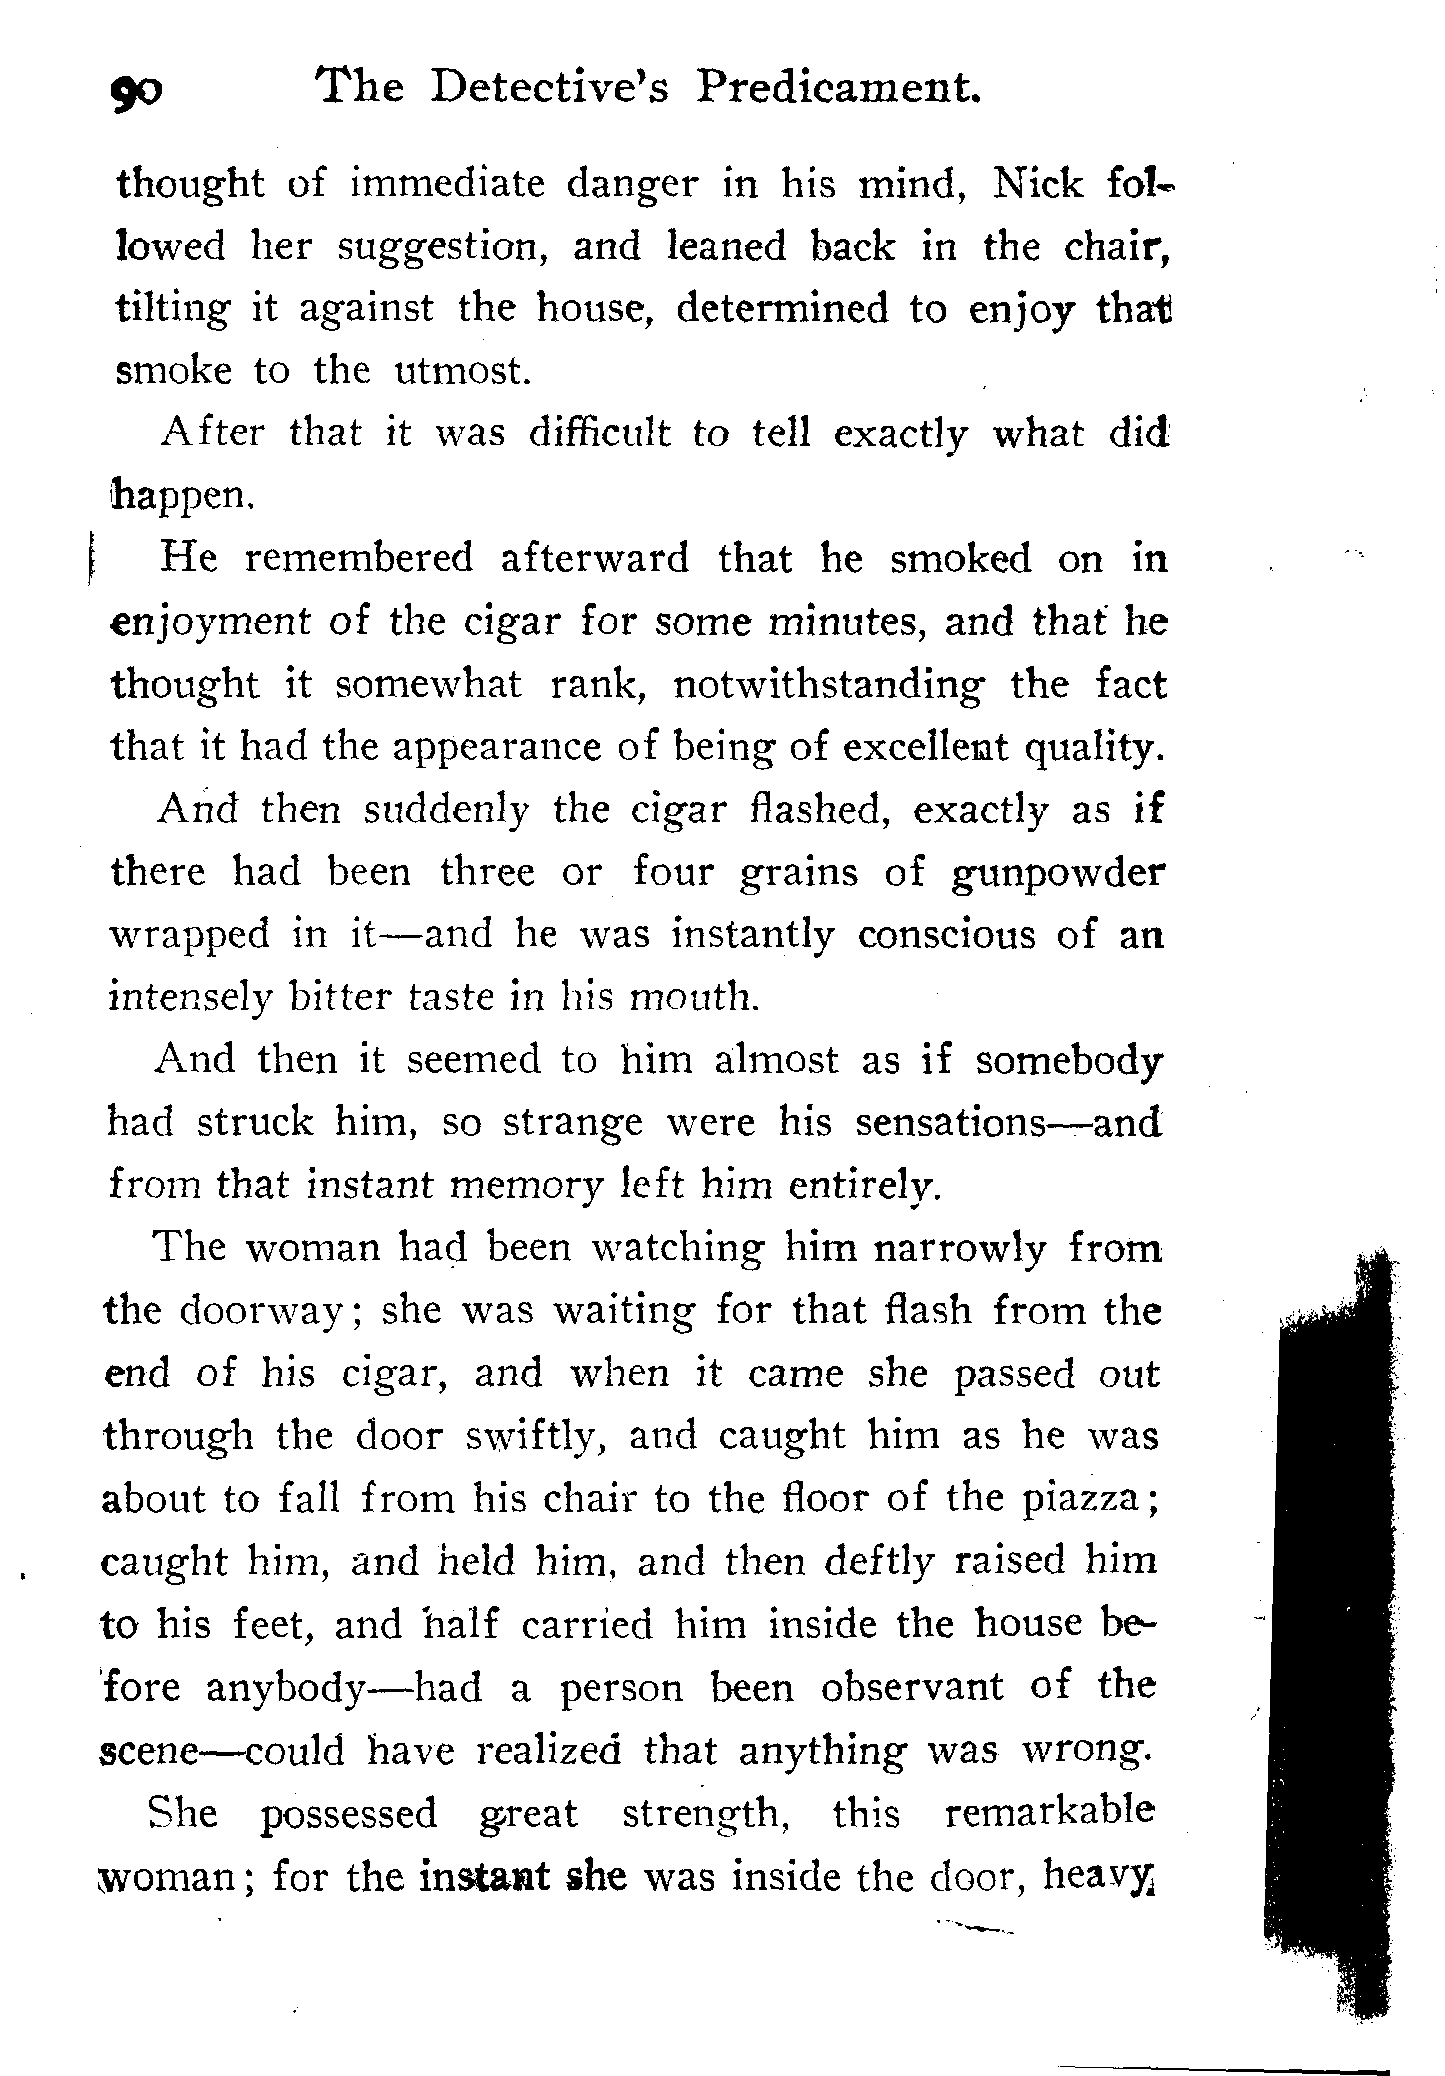 90 The Detective's Predicament.
thought of immediate danger in his mind, Nick fol-
lowed her suggestion, and leaned back in the chair,
tilting it against the house, determined to enjoy that
smoke to the utmost.
After that it was difficult to tell exactly what did
happen.
He remembered afterward that he smoked on in
enjoyment of the cigar for some minutes, and that he
thought it somewhat rank, notwithstanding the fact
that it had the appearance of being of excellent quality.
And then suddenly the cigar flashed, exactly as if
there had been three or four grains of gunpowder
wrapped in it—and he was instantly conscious of an
intensely bitter taste in his mouth.
And then it seemed to him almost as if somebody
had struck him, so strange were his sensations—and
from that instant memory left him entirely.
The woman had been watching him narrowly from
the doorway; she was waiting for that flash from the
end of his cigar, and when it came she passed out
through the door swiftly, and caught him as he was
about to fall from his chair to the floor of the piazza;
caught him, and held him, and then deftly raised him
to his feet, and half carried him inside the house be-
fore anybody—had a person been observant of the
scene—could have realized that anything was wrong.
She possessed great strength, this remarkable
woman; for the instant she was inside the door, heavy